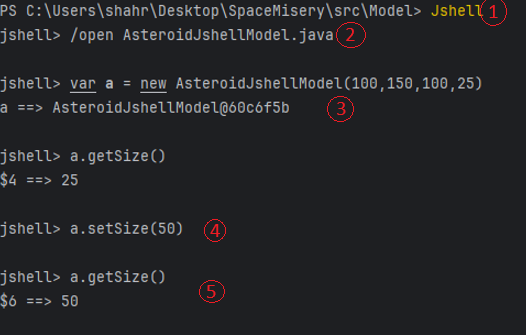 PS C:\Users\shahr\Desktop\SpaceMisery\src\Model> Jshell 1
jshell> /open AsteroidJshellModel.java 2
jshell> var a = new AsteroidJshellModel(100,150,100,25)
a ==> AsteroidJshellModel@60c6f5b 3
jshell> a.getSize()
$4 ==> 25
jshell> a.setSize(50) 4
jshell> a.getSize()
$6 ==> 50 5